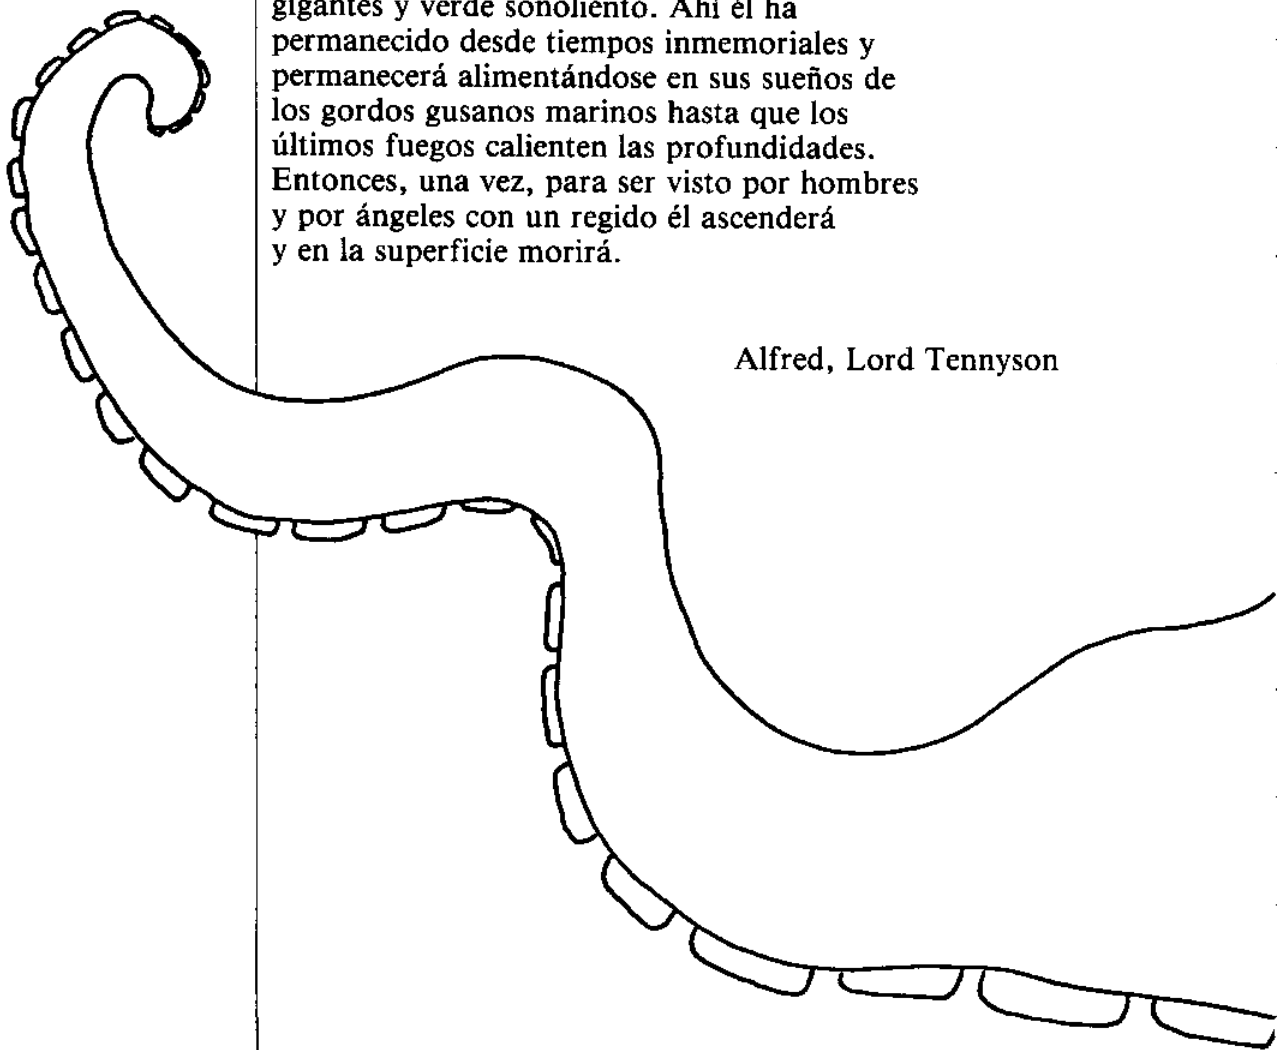 gigantes y verde soñoliento. Ahí él ha
permanecido desde tiempos inmemoriales y
permanecerá alimentándose en sus sueños de
los gordos gusanos marinos hasta que los
últimos fuegos calienten las profundidades.
Entonces, una vez, para ser visto por hombres
y por ángeles con un regido él ascenderá
y en la superficie morirá.
Alfred, Lord Tennyson